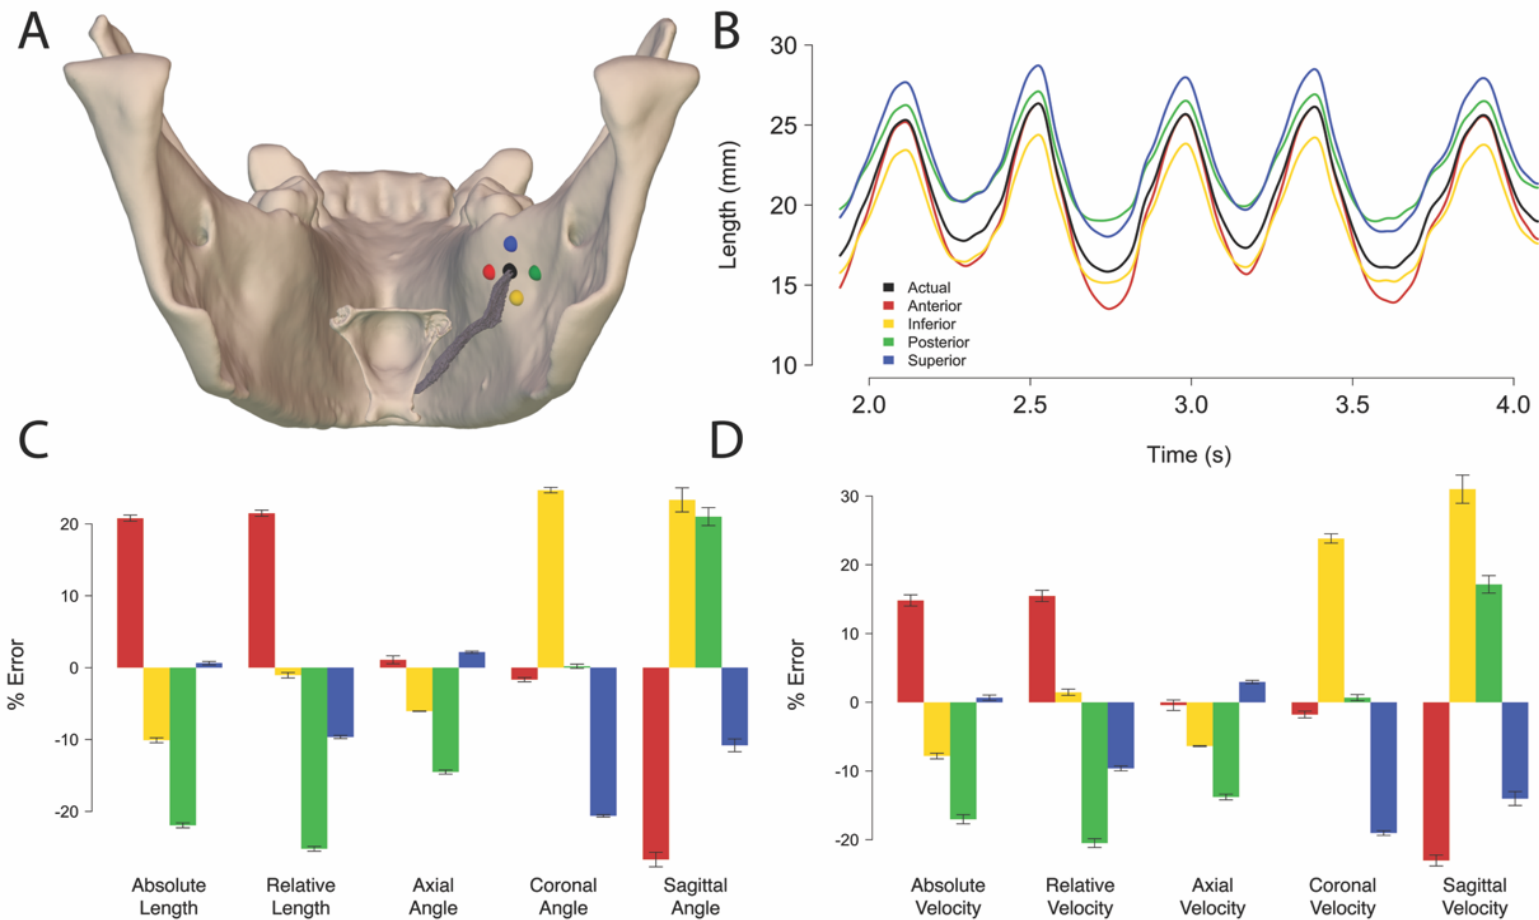 A
B
30
25
20
15
10
Length (mm)
Actual
Anterior
Inferior
Posterior
Superior
2.0
2.5
3.0
3.5
4.0
Time (s)
C
20
10
0
-10
-20
% Error
Absolute
Length
Relative
Length
Axial
Angle
Coronal
Angle
Sagittal
Angle
D
30
20
10
0
-10
-20
% Error
Absolute
Velocity
Relative
Velocity
Axial
Velocity
Coronal
Velocity
Sagittal
Velocity